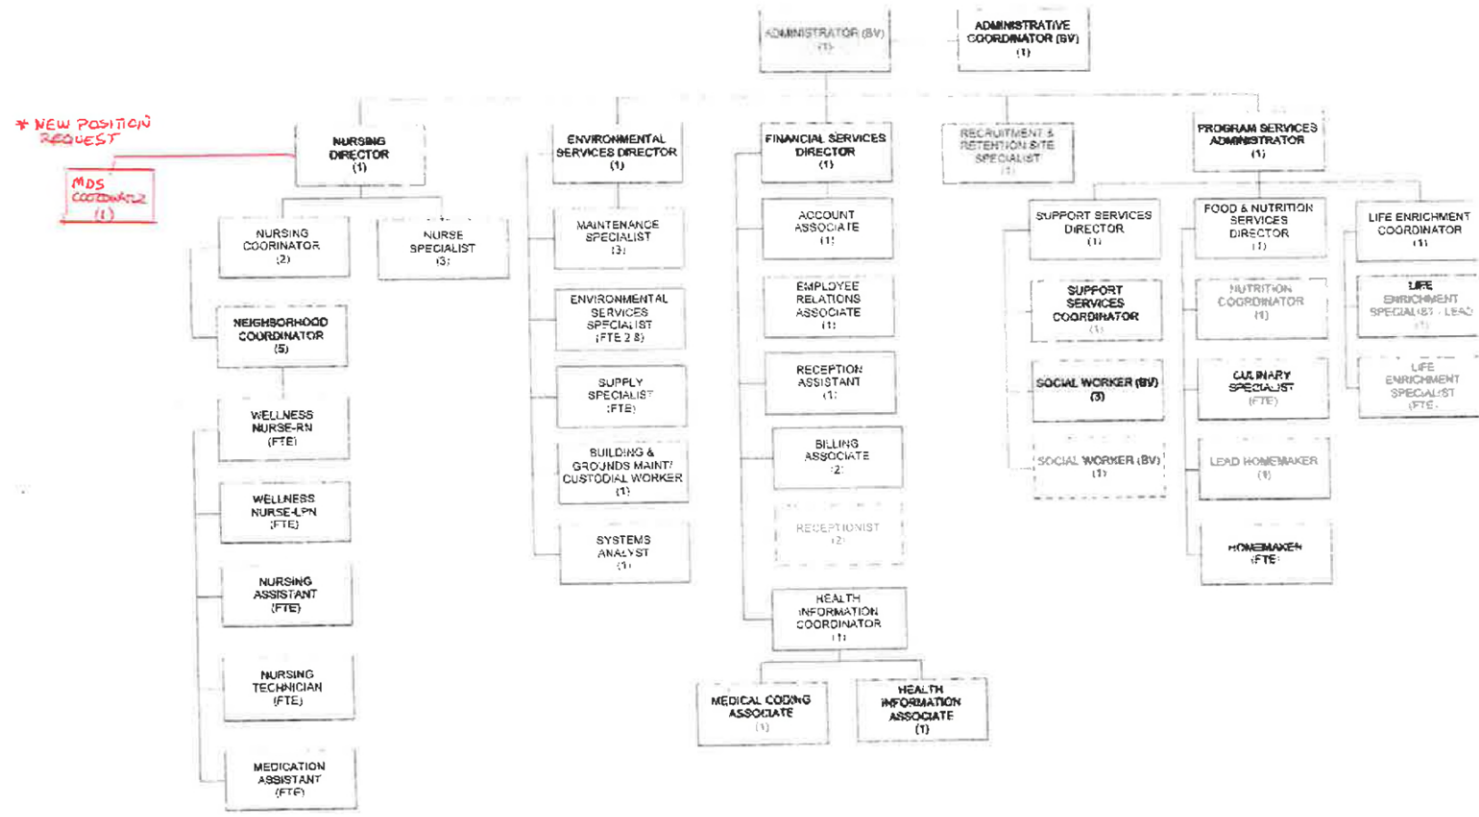 ADMINISTRATOR (BV)
(1)
ADMINISTRATIVE
COORDINATOR (BV)
(1)
* NEW POSITION
REQUEST
MDS
(1)
NURSING
DIRECTOR
(1)
ENVIRONMENTAL
SERVICES DIRECTOR
(1)
FINANCIAL SERVICES
DIRECTOR
(1)
RECRUITMENT &
RETENTION SITE
SPECIALIST
(1)
PROGRAM SERVICES
ADMINISTRATOR
(1)
NURSING
COORINATOR
(2)
NURSE
SPECIALIST
(3)
NEIGHBORHOOD
COORDINATOR
(5)
WELLNESS
NURSE-RN
(FTE)
WELLNESS
NURSE-LPN
(FTE)
NURSING
ASSISTANT
(FTE)
NURSING
TECHNICIAN
(FTE)
MEDICATION
ASSISTANT
(FTE)
MAINTENANCE
SPECIALIST
(3)
ENVIRONMENTAL
SERVICES
SPECIALIST
(FTE 2.8)
SUPPLY
SPECIALIST
(FTE)
BUILDING &
GROUNDS MAINT/
CUSTODIAL WORKER
(1)
SYSTEMS
ANALYST
(1)
ACCOUNT
ASSOCIATE
(1)
EMPLOYEE
RELATIONS
ASSOCIATE
(1)
RECEPTION
ASSISTANT
(1)
BILLING
ASSOCIATE
(2)
RECEPTIONIST
(2)
HEALTH
INFORMATION
COORDINATOR
(1)
MEDICAL CODING
ASSOCIATE
(1)
HEALTH
INFORMATION
ASSOCIATE
(1)
SUPPORT SERVICES
DIRECTOR
(1)
SUPPORT
SERVICES
COORDINATOR
(1)
SOCIAL WORKER (BV)
(3)
SOCIAL WORKER (BV)
(1)
FOOD & NUTRITION
SERVICES
DIRECTOR
(1)
NUTRITION
COORDINATOR
(1)
CULINARY
SPECIALIST
(FTE)
LEAD HOMEMAKER
(1)
HOMEMAKER
(FTE)
LIFE ENRICHMENT
COORDINATOR
(1)
LIFE
ENRICHMENT
SPECIALIST - LEAD
(1)
LIFE
ENRICHMENT
SPECIALIST
(FTE)